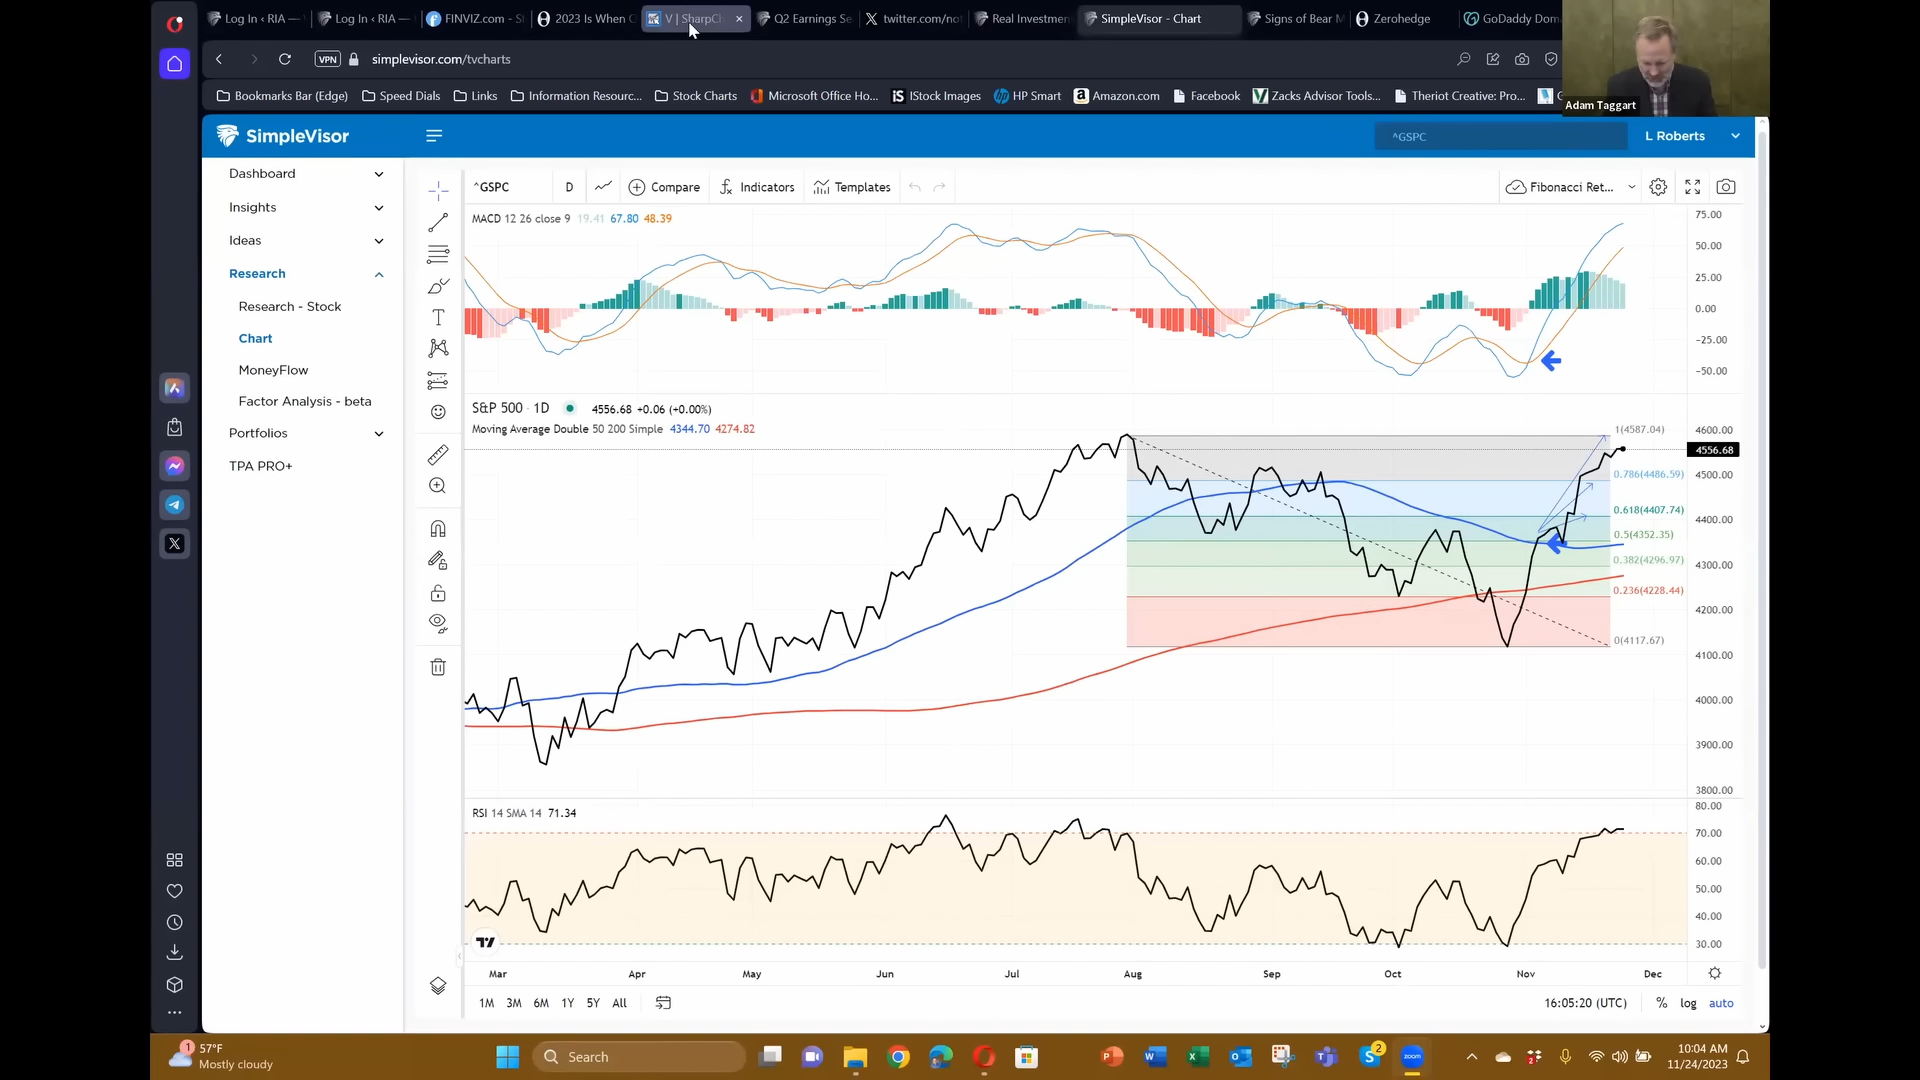 Log In ‹ RIA —
Log In ‹ RIA —
FINVIZ.com - S
2023 Is When
V | SharpCh
Q2 Earnings Se
twitter.com/no
Real Investmen
SimpleVisor - Chart
Signs of Bear M
Zerohedge
GoDaddy Dom
VPN
simplevisor.com/tvcharts
Bookmarks Bar (Edge)
Speed Dials
Links
Information Resourc...
Stock Charts
Microsoft Office Ho...
IStock Images
HP Smart
Amazon.com
Facebook
Zacks Advisor Tools...
Theriot Creative: Pro...
Adam Taggart
SimpleVisor
^GSPC
L Roberts
Dashboard
Insights
Ideas
Research
Research - Stock
Chart
MoneyFlow
Factor Analysis - beta
Portfolios
TPA PRO+
^GSPC
D
Compare
Indicators
Templates
Fibonacci Ret...
MACD 12 26 close 9 19.41 67.80 48.39
75.00
50.00
25.00
0.00
−25.00
−50.00
S&P 500 · 1D
4556.68 +0.06 (+0.00%)
Moving Average Double 50 200 Simple 4344.70 4274.82
1(4587.04)
0.786(4486.59)
0.618(4407.74)
0.5(4352.35)
0.382(4296.97)
0.236(4228.44)
0(4117.67)
4600.00
4556.68
4500.00
4400.00
4300.00
4200.00
4100.00
4000.00
3900.00
3800.00
RSI 14 SMA 14 71.34
80.00
70.00
60.00
50.00
40.00
30.00
Mar
Apr
May
Jun
Jul
Aug
Sep
Oct
Nov
Dec
1M 3M 6M 1Y 5Y All
16:05:20 (UTC)
%
log
auto
1
57°F
Mostly cloudy
Search
2
zoom
10:04 AM
11/24/2023